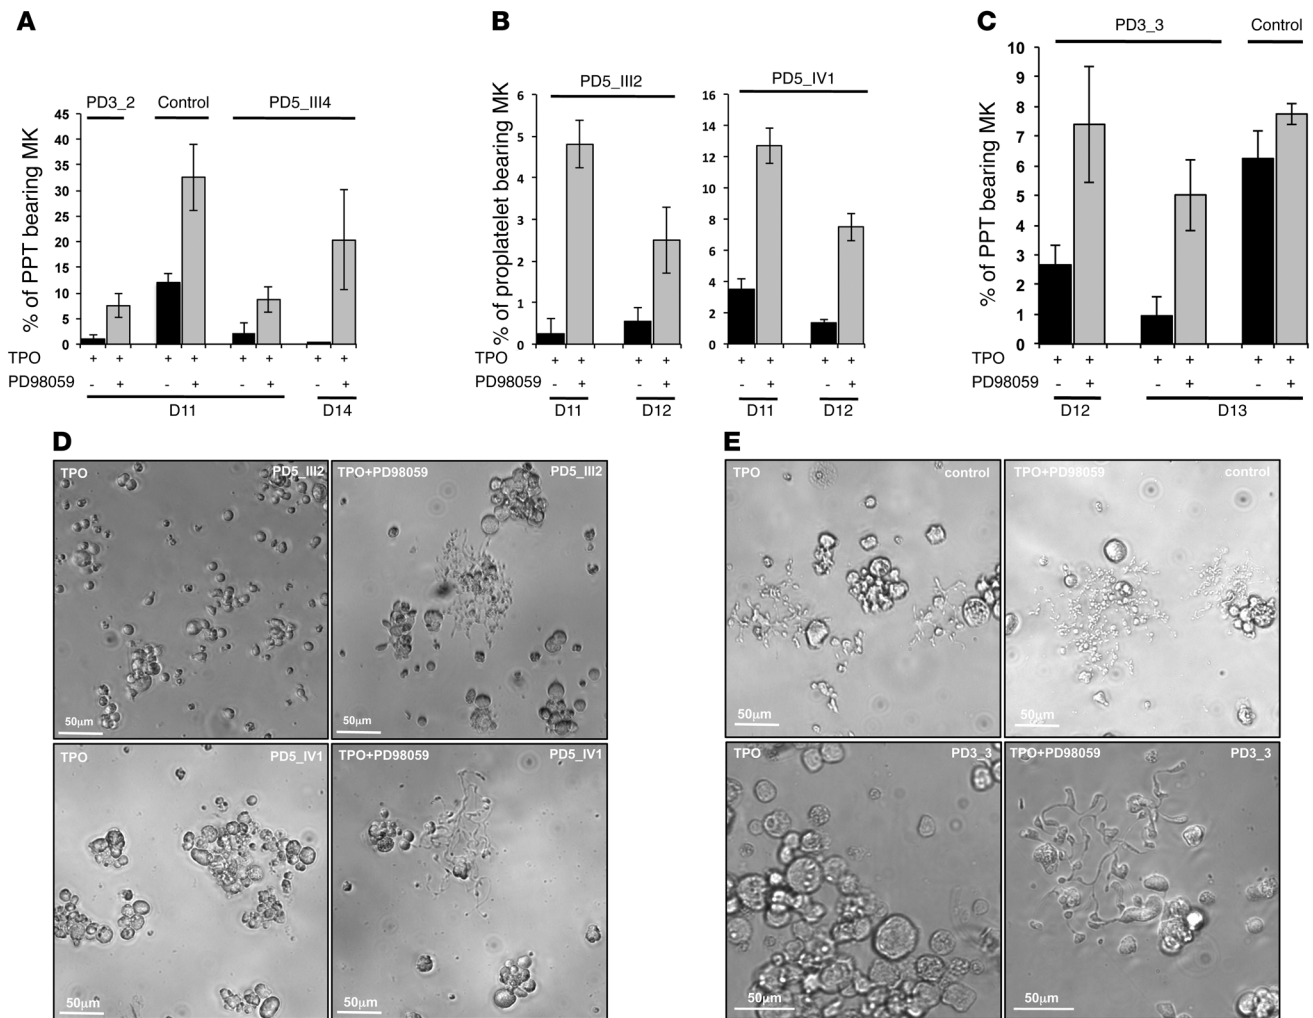 A
PD3_2 Control PD5_III4
% of PPT bearing MK
45
40
35
30
25
20
15
10
5
0
TPO + + + + + + + +
PD98059 - + - + - + - +
D11 D14
B
PD5_III2
% of proplatelet bearing MK
6
5
4
3
2
1
0
TPO + + + +
PD98059 - + - +
D11 D12
PD5_IV1
16
14
12
10
8
6
4
2
0
+ + + +
- + - +
D11 D12
C
PD3_3 Control
% of PPT bearing MK
10
9
8
7
6
5
4
3
2
1
0
TPO + + + + + +
PD98059 - + - + - +
D12 D13
D
TPO PD5_III2
50µm
TPO+PD98059 PD5_III2
50µm
TPO PD5_IV1
50µm
TPO+PD98059 PD5_IV1
50µm
E
TPO control
50µm
TPO+PD98059 control
50µm
TPO PD3_3
50µm
TPO+PD98059 PD3_3
50µm